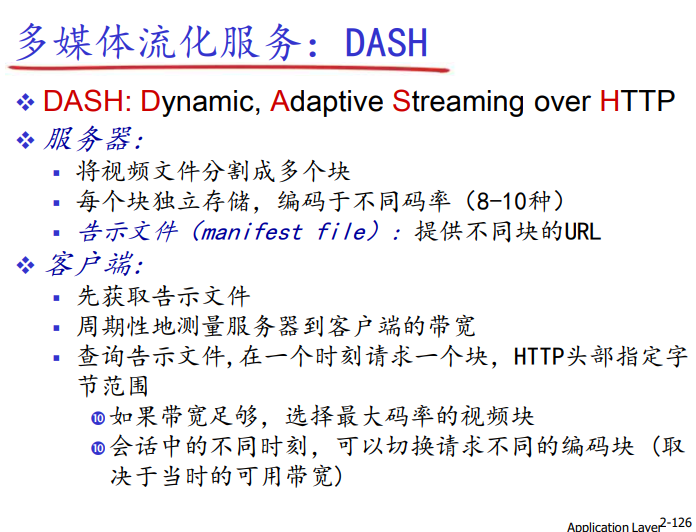 多媒体流化服务：DASH
❖ DASH: Dynamic, Adaptive Streaming over HTTP
❖ 服务器:
▪ 将视频文件分割成多个块
▪ 每个块独立存储，编码于不同码率（8-10种）
▪ 告示文件（manifest file）: 提供不同块的URL
❖ 客户端:
▪ 先获取告示文件
▪ 周期性地测量服务器到客户端的带宽
▪ 查询告示文件,在一个时刻请求一个块，HTTP头部指定字
节范围
❿ 如果带宽足够，选择最大码率的视频块
❿ 会话中的不同时刻，可以切换请求不同的编码块 (取
决于当时的可用带宽)
Application Layer 2-126